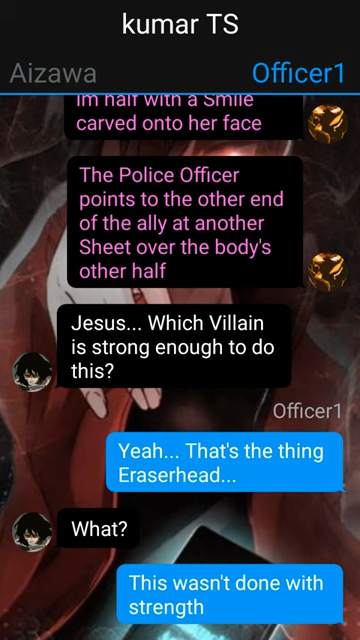 kumar TS
Aizawa
Officer1
im half with a Smile
carved onto her face
The Police Officer
points to the other end
of the ally at another
Sheet over the body's
other half
Jesus... Which Villain
is strong enough to do
this?
Officer1
Yeah... That's the thing
Eraserhead...
What?
This wasn't done with
strength